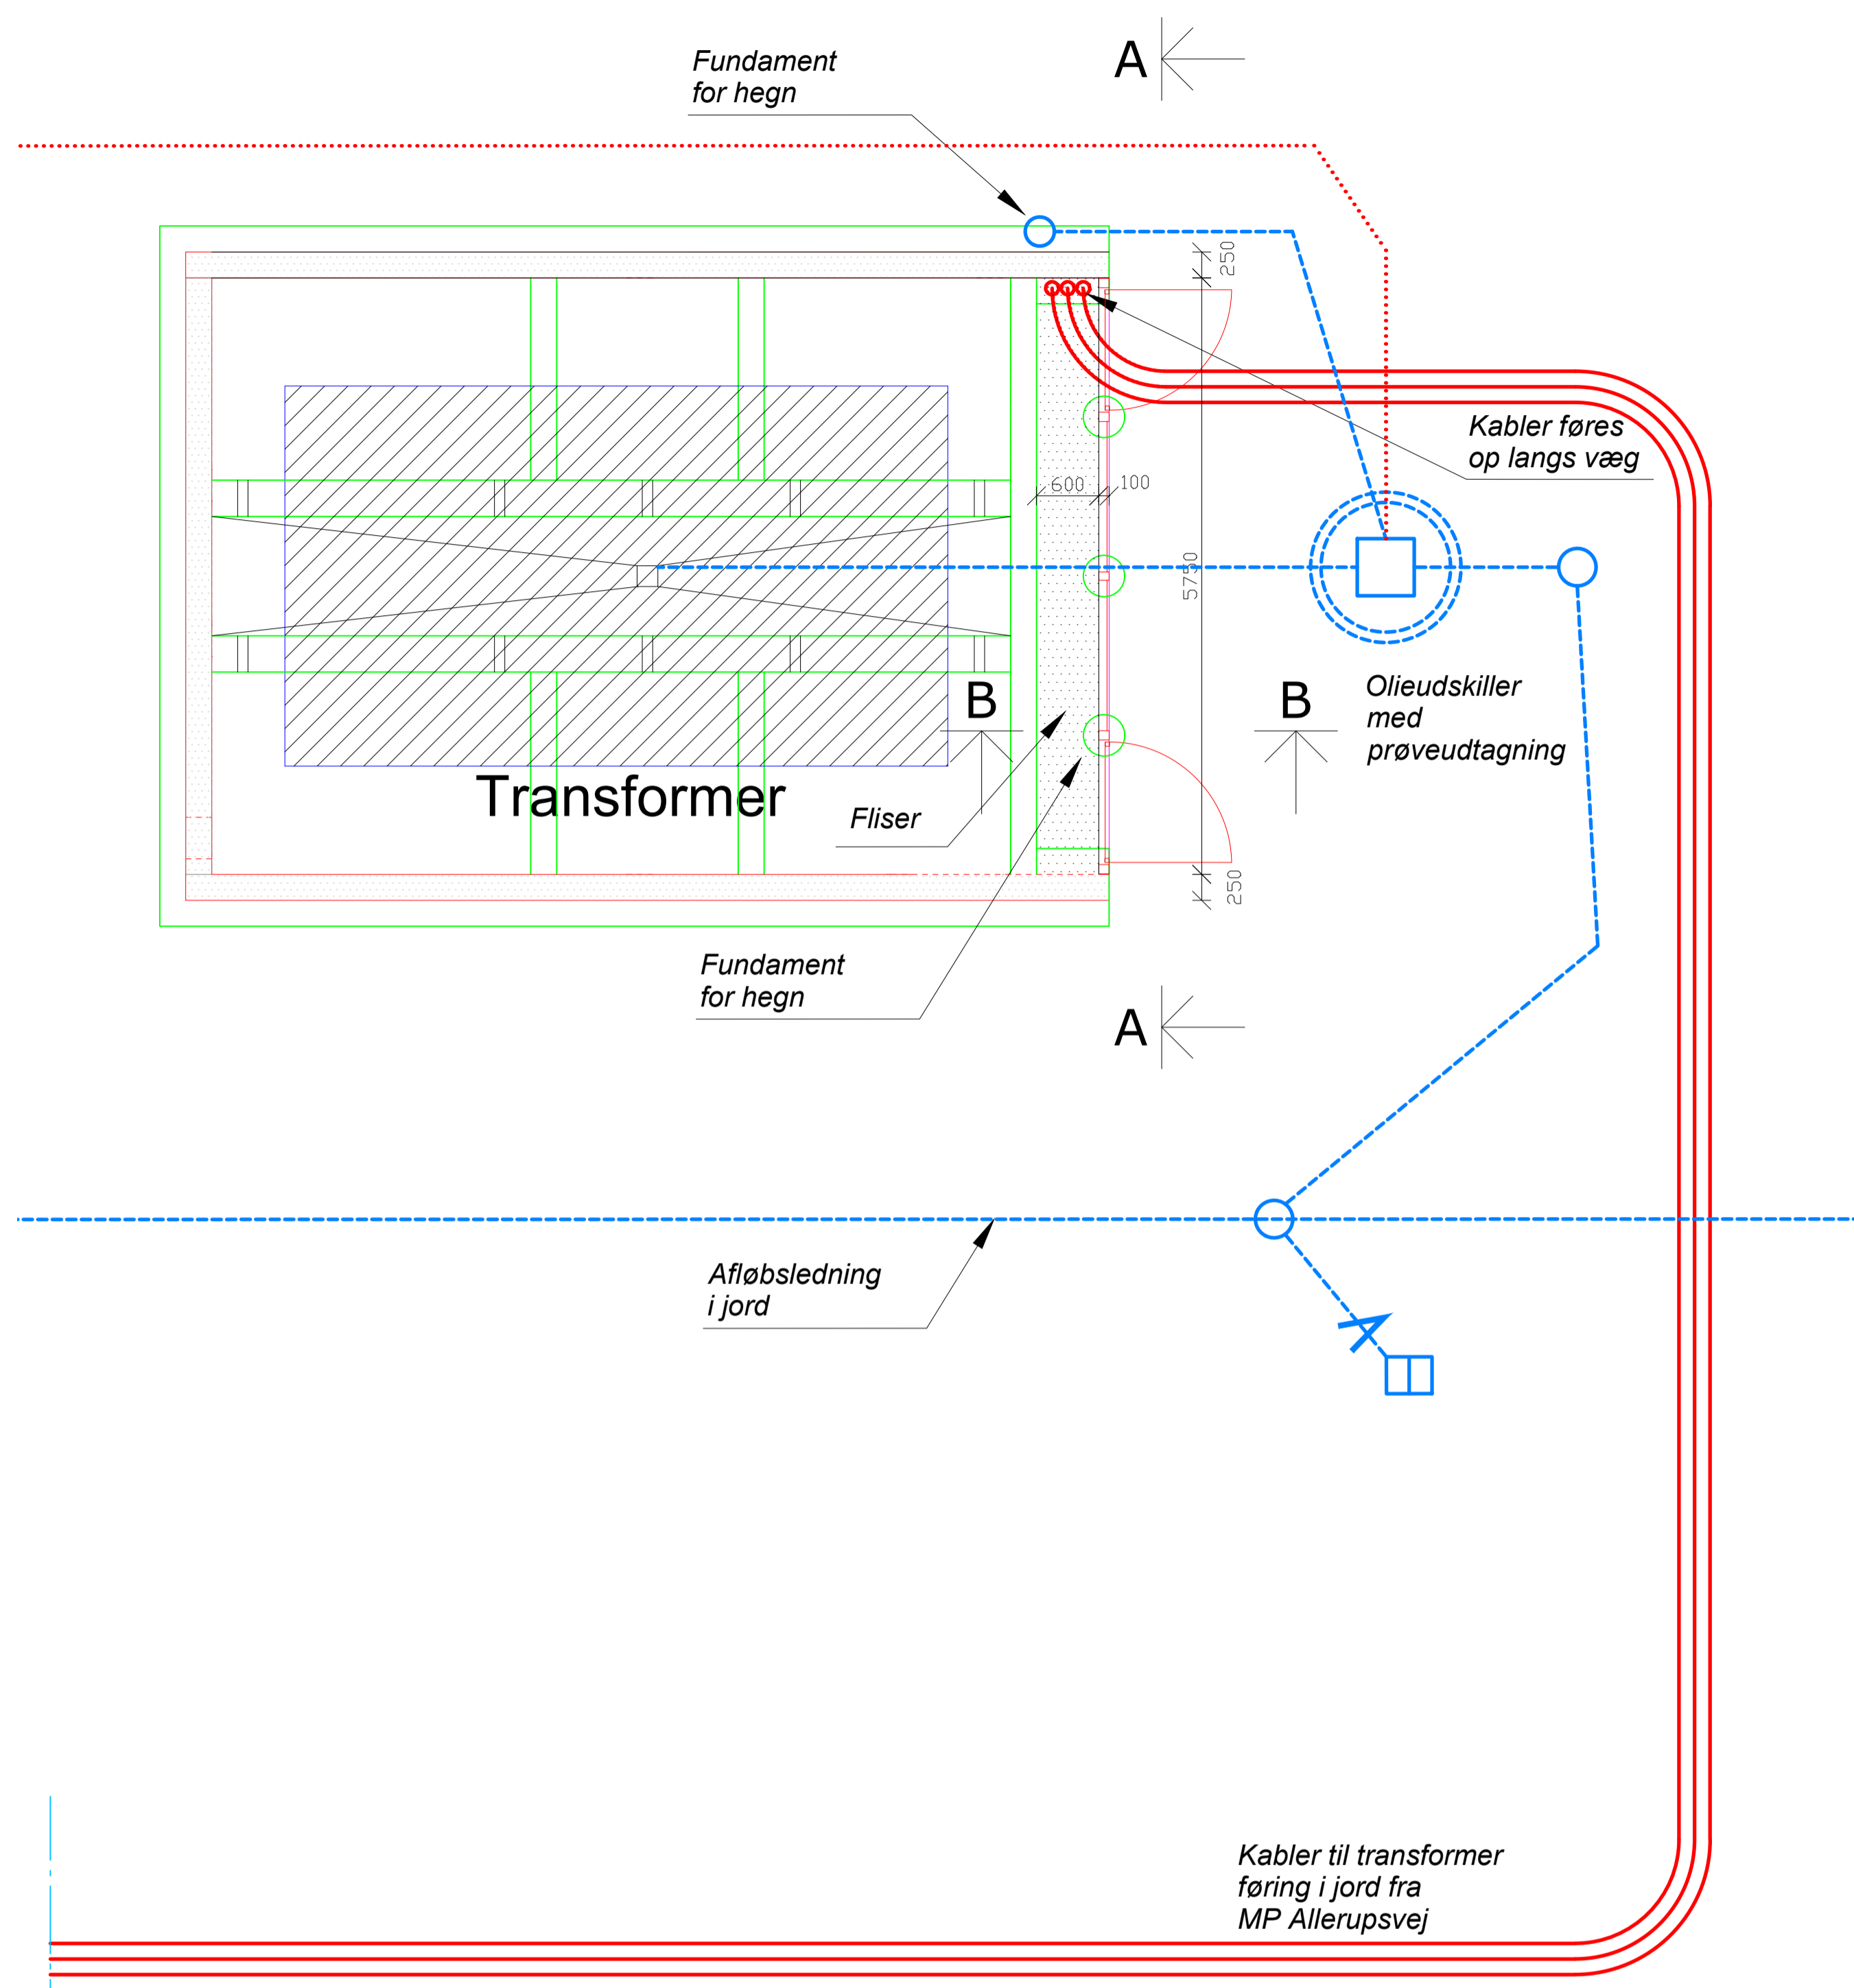 A
Fundament
for hegn
250
Kabler føres
op langs væg
600
100
5750
B
B
Olieudskiller
med
prøveudtagning
Transformer
Fliser
250
Fundament
for hegn
A
Afløbsledning
i jord
Kabler til transformer
føring i jord fra
MP Allerupsvej